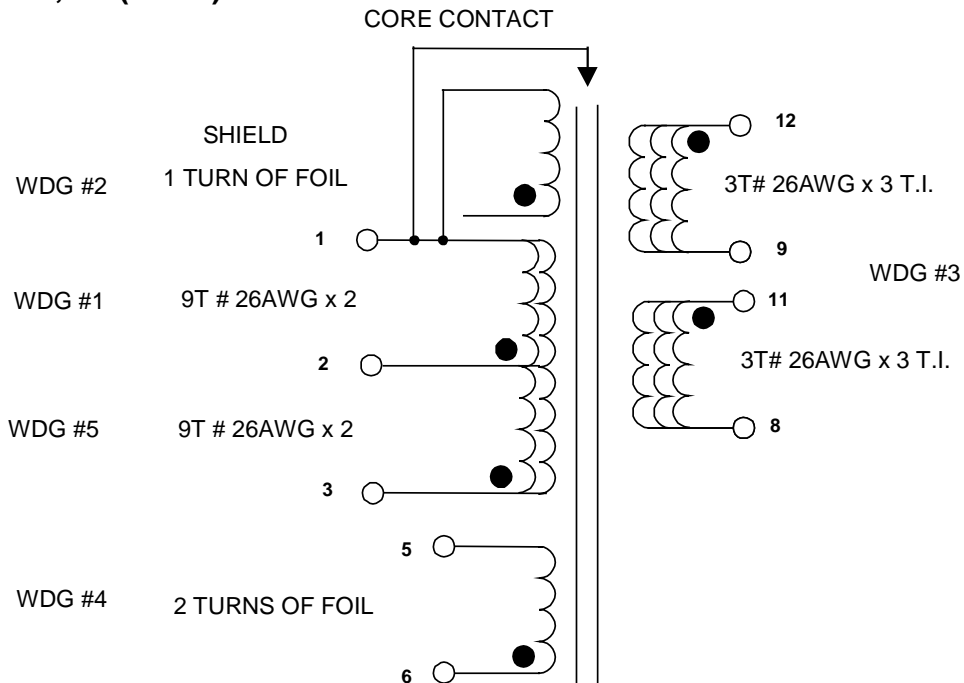 CORE CONTACT
SHIELD
1 TURN OF FOIL
WDG #2
12
3T# 26AWG x 3 T.I.
1
9
WDG #3
WDG #1
9T # 26AWG x 2
11
2
3T# 26AWG x 3 T.I.
WDG #5
9T # 26AWG x 2
8
3
5
WDG #4
2 TURNS OF FOIL
6